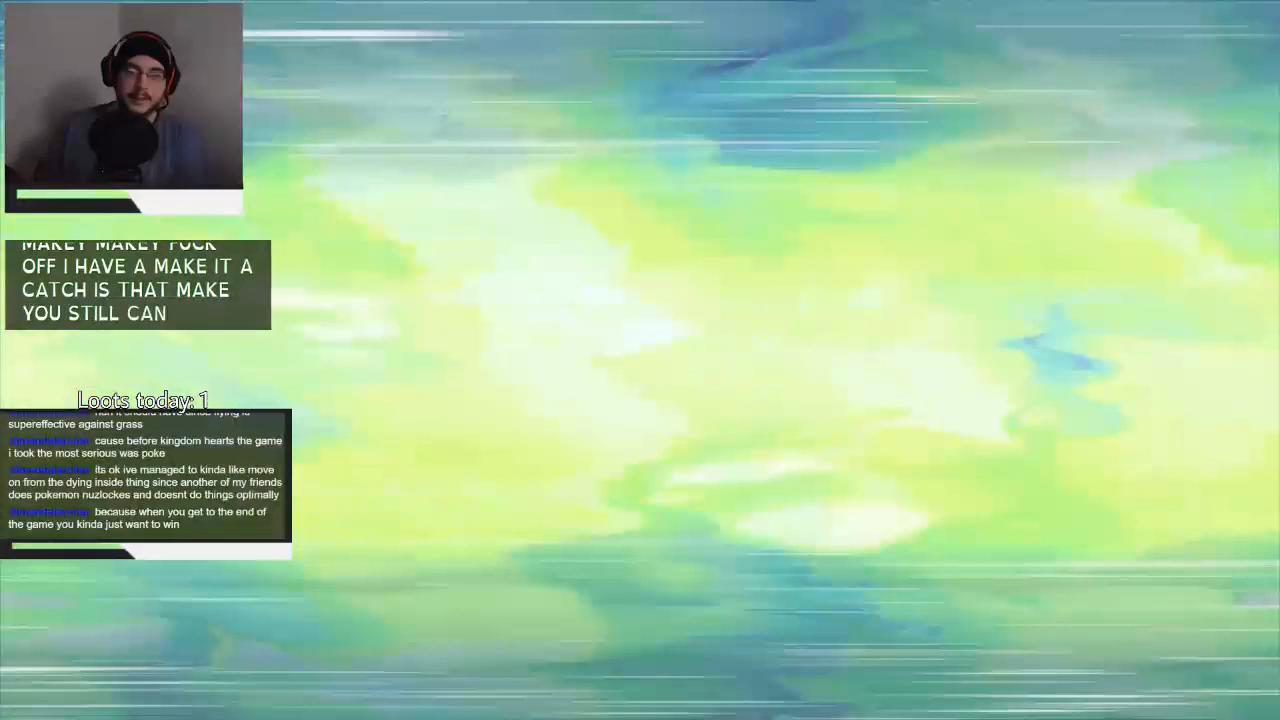 MAKEY MAKEY FUCK
OFF I HAVE A MAKE IT A
CATCH IS THAT MAKE
YOU STILL CAN
Loots today: 1
supereffective against grass
cause before kingdom hearts the game
i took the most serious was poke
its ok ive managed to kinda like move
on from the dying inside thing since another of my friends
does pokemon nuzlockes and doesnt do things optimally
because when you get to the end of
the game you kinda just want to win